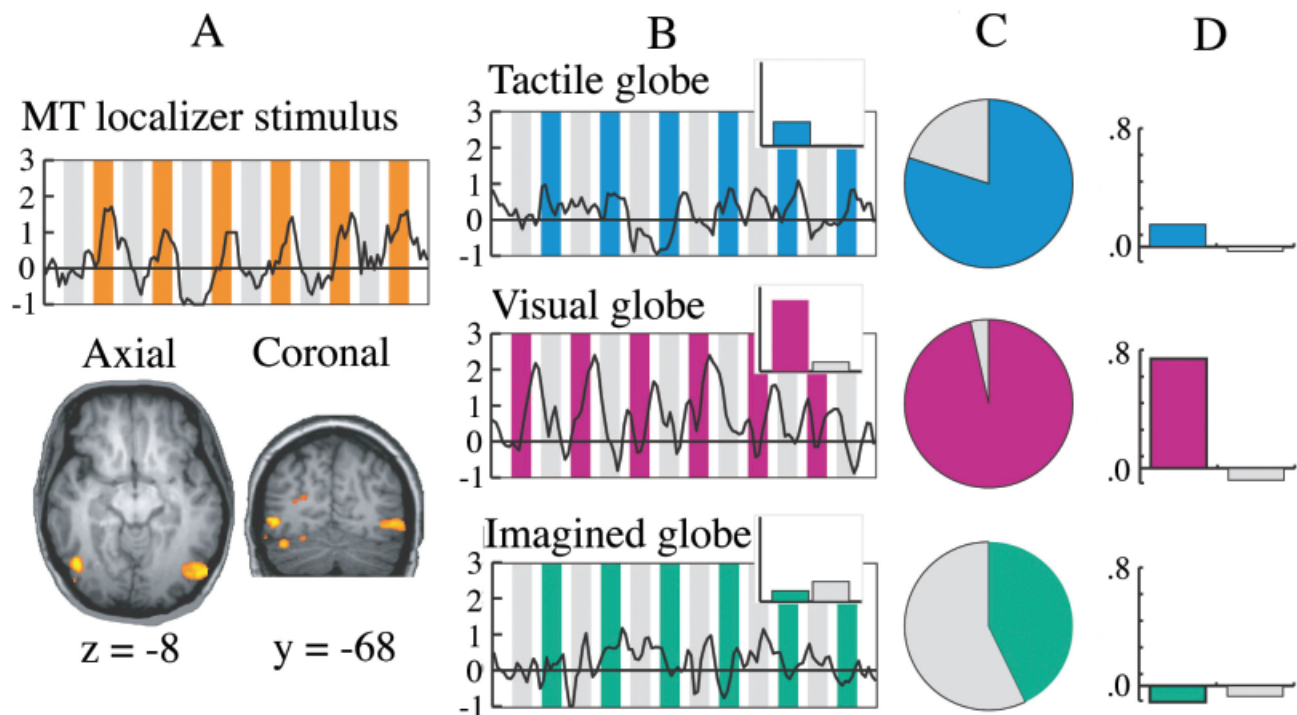 A
MT localizer stimulus
3
2
1
0
-1
Axial
Coronal
z = -8
y = -68
B
Tactile globe
3
2
1
0
-1
Visual globe
3
2
1
0
-1
Imagined globe
3
2
1
0
-1
C
D
.8
.0
.8
.0
.8
.0